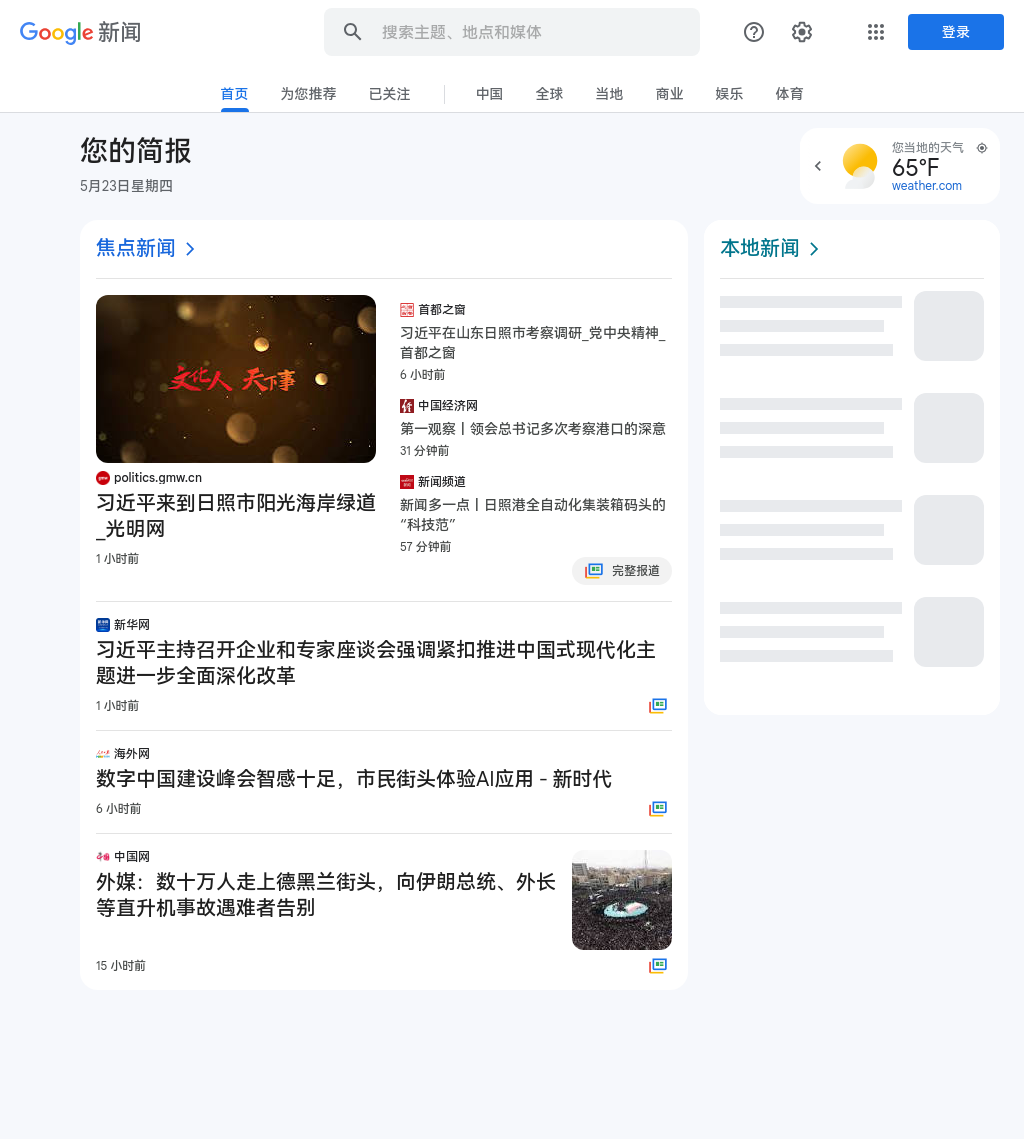 Google 新闻
搜索主题、地点和媒体
登录
首页
为您推荐
已关注
中国
全球
当地
商业
娱乐
体育
您的简报
5月23日星期四
您当地的天气
65°F
weather.com
焦点新闻
文化人 天下事
politics.gmw.cn
习近平来到日照市阳光海岸绿道
_光明网
1 小时前
首都之窗
习近平在山东日照市考察调研_党中央精神_
首都之窗
6 小时前
中国经济网
第一观察丨领会总书记多次考察港口的深意
31 分钟前
新闻频道
新闻多一点丨日照港全自动化集装箱码头的
“科技范”
57 分钟前
完整报道
新华网
习近平主持召开企业和专家座谈会强调紧扣推进中国式现代化主
题进一步全面深化改革
1 小时前
海外网
数字中国建设峰会智感十足，市民街头体验AI应用 - 新时代
6 小时前
中国网
外媒：数十万人走上德黑兰街头，向伊朗总统、外长
等直升机事故遇难者告别
15 小时前
本地新闻